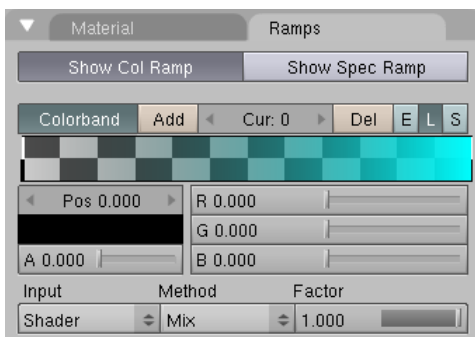 Material Ramps
Show Col Ramp Show Spec Ramp
Colorband Add Cur: 0 Del E L S
Pos 0.000 R 0.000
G 0.000
A 0.000 B 0.000
Input Method Factor
Shader Mix 1.000